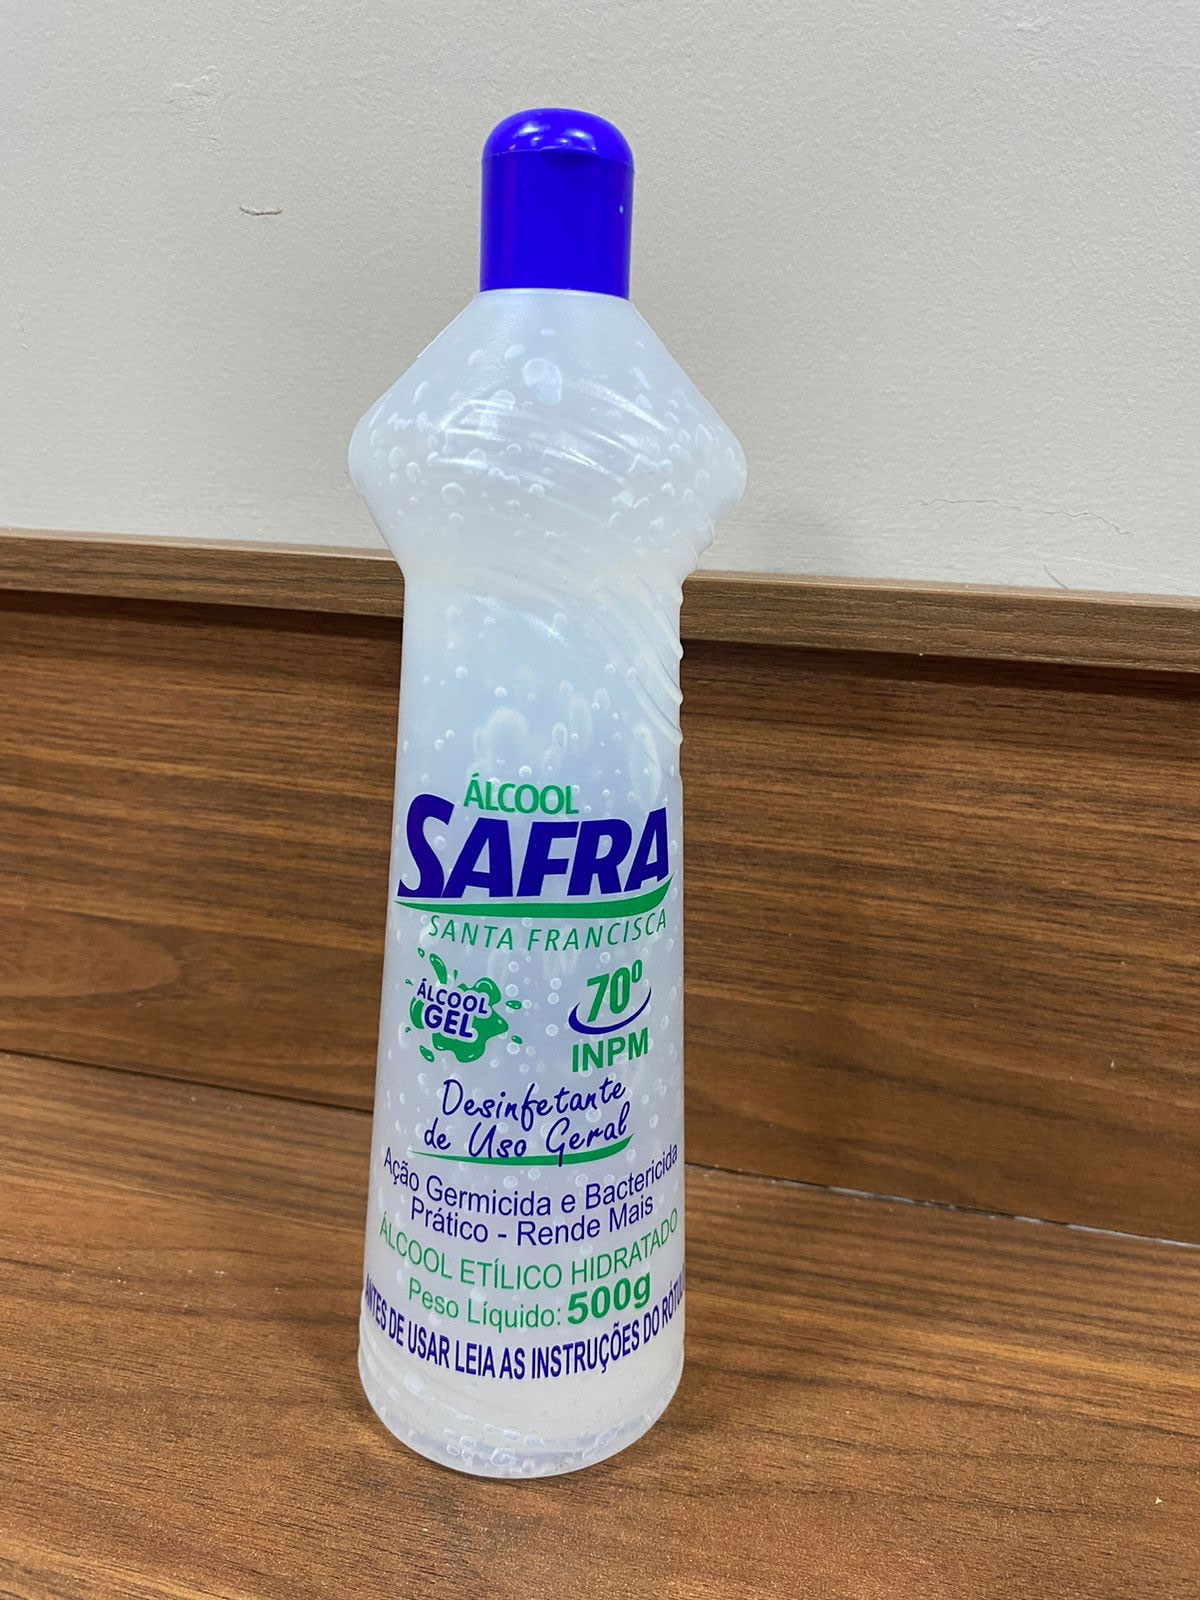 ÁLCOOL
SAFRA
SANTA FRANCISCA
ÁLCOOL
GEL
70º
INPM
Desinfetante
de Uso Geral
Ação Germicida e Bactericida
Prático - Rende Mais
ÁLCOOL ETÍLICO HIDRATADO
Peso Líquido: 500g
ANTES DE USAR LEIA AS INSTRUÇÕES DO RÓTULO